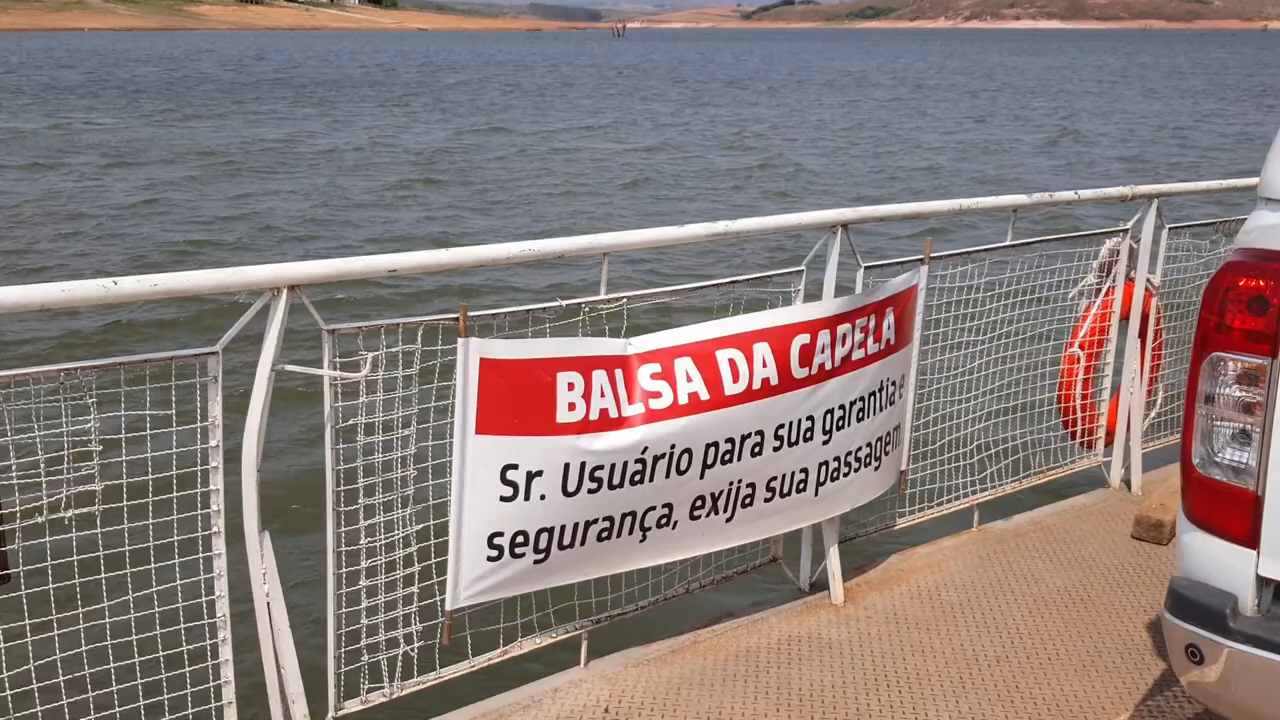 BALSA DA CAPELA
Sr. Usuário para sua garantia e
segurança, exija sua passagem.